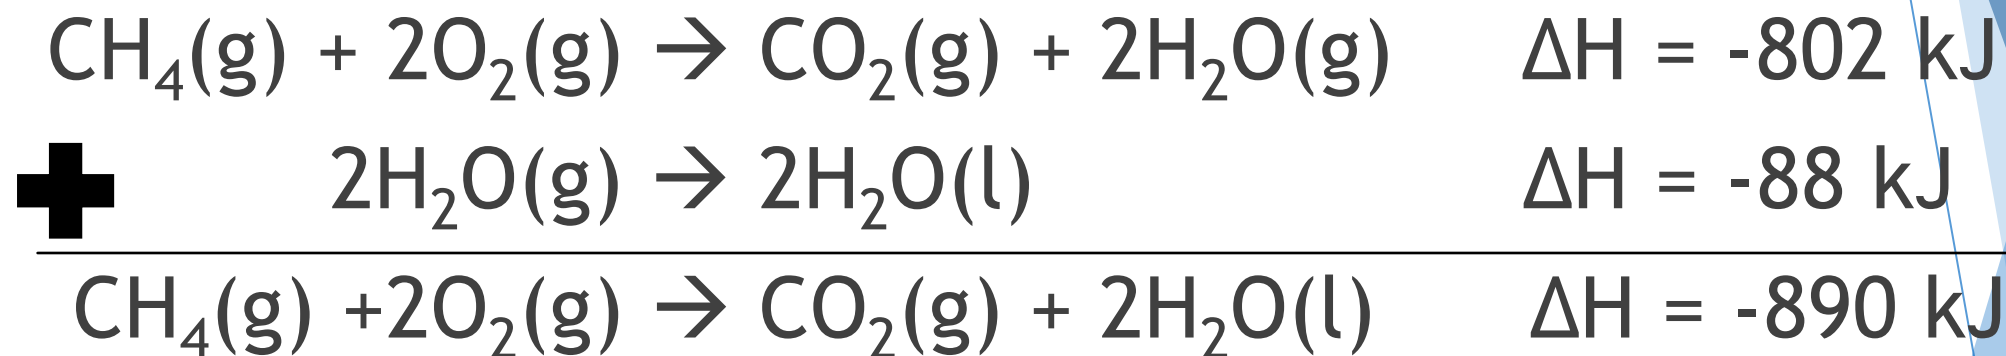 CH₄(g) + 2O₂(g) → CO₂(g) + 2H₂O(g) ΔH = -802 kJ
2H₂O(g) → 2H₂O(l) ΔH = -88 kJ
CH₄(g) +2O₂(g) → CO₂(g) + 2H₂O(l) ΔH = -890 kJ